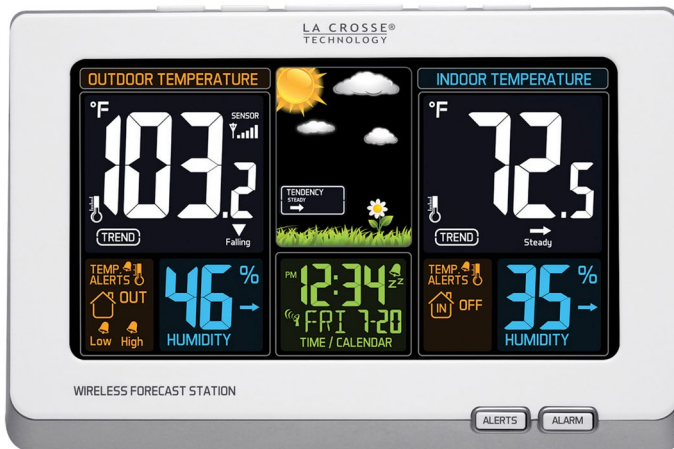 LA CROSSE®
TECHNOLOGY
OUTDOOR TEMPERATURE
°F
103.2
SENSOR
TREND
Falling
TENDENCY
STEADY
INDOOR TEMPERATURE
°F
72.5
TREND
Steady
TEMP.
ALERTS
OUT
Low High
46%
HUMIDITY
PM 12:34 zz
FRI 7-20
TIME / CALENDAR
TEMP.
ALERTS
IN OFF
35%
HUMIDITY
WIRELESS FORECAST STATION
ALERTS ALARM